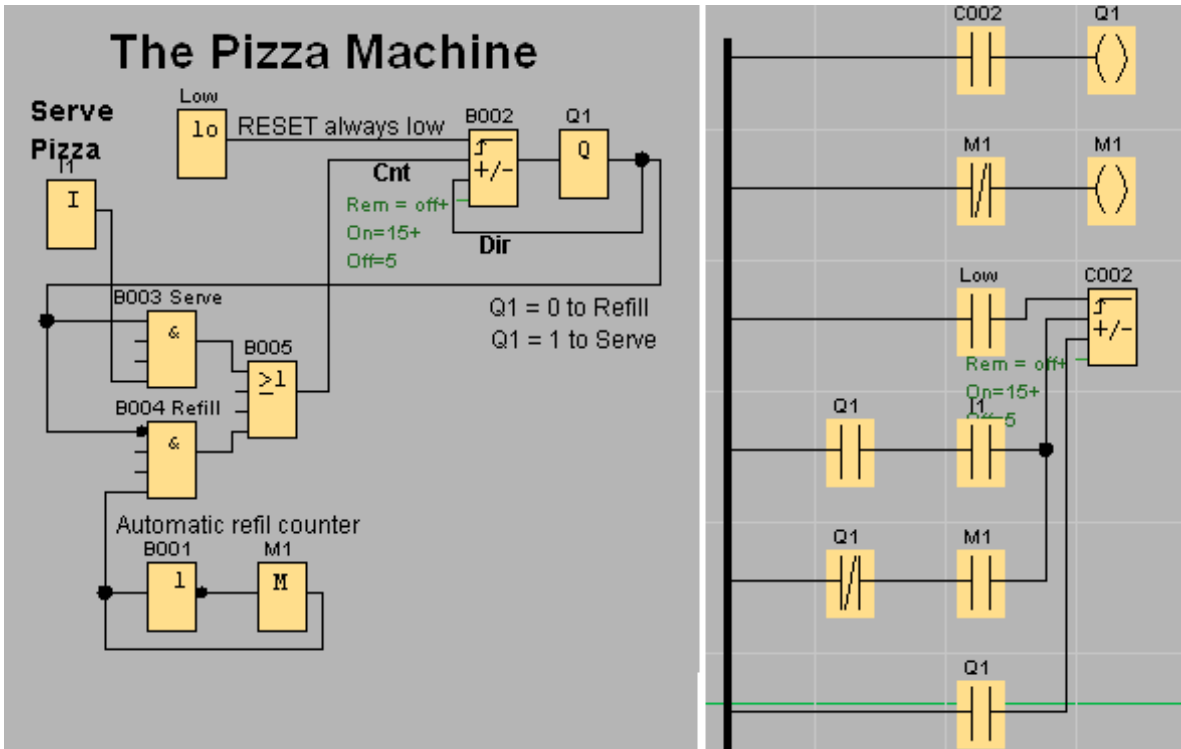 The Pizza Machine
Serve
Pizza
I1
I
Low
lo
RESET always low
B002
+/-
Q1
Q
Cnt
Rem = off+
On=15+
Off=5
Dir
Q1 = 0 to Refill
Q1 = 1 to Serve
B003 Serve
&
B005
>1
B004 Refill
&
Automatic refil counter
B001
1
M1
M
C002
Q1
M1
M1
Low
C002
+/-
Rem = off+
On=15+
Off=5
Q1
I1
Q1
M1
Q1